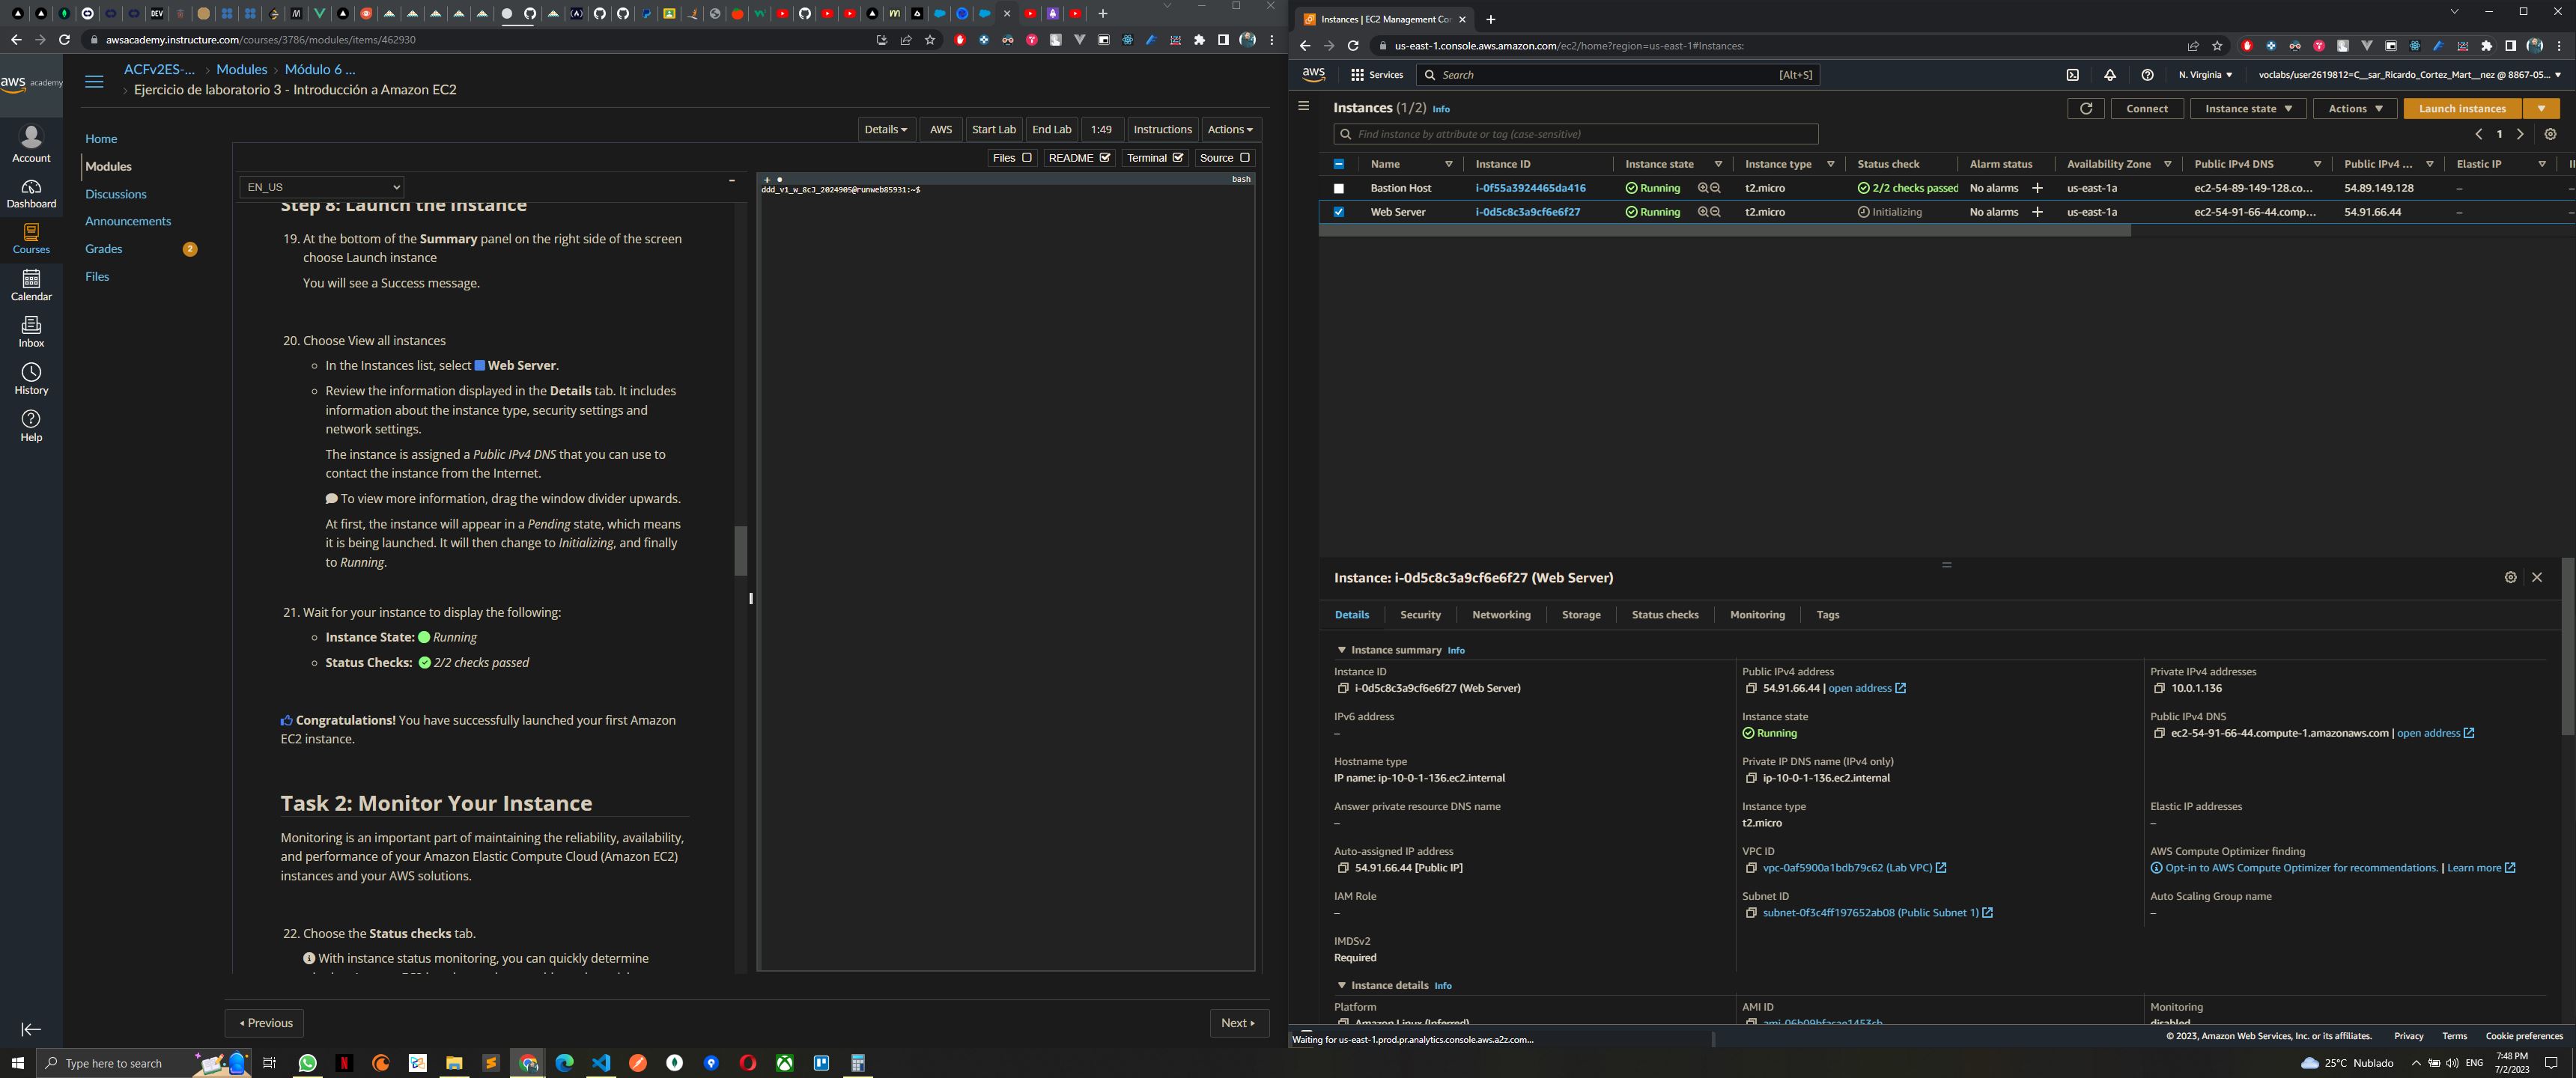 awsacademy.instructure.com/courses/3786/modules/items/462930
aws academy
Account
Dashboard
Courses
Calendar
Inbox
History
Help
ACFv2ES-... > Modules > Módulo 6 ...
> Ejercicio de laboratorio 3 - Introducción a Amazon EC2
Home
Modules
Discussions
Announcements
Grades 2
Files
Details AWS Start Lab End Lab 1:49 Instructions Actions
Files README Terminal Source
EN_US
Step 8: Launch the Instance
19. At the bottom of the Summary panel on the right side of the screen
choose Launch instance
You will see a Success message.
20. Choose View all instances
In the Instances list, select Web Server.
Review the information displayed in the Details tab. It includes
information about the instance type, security settings and
network settings.
The instance is assigned a Public IPv4 DNS that you can use to
contact the instance from the Internet.
To view more information, drag the window divider upwards.
At first, the instance will appear in a Pending state, which means
it is being launched. It will then change to Initializing, and finally
to Running.
21. Wait for your instance to display the following:
Instance State: Running
Status Checks: 2/2 checks passed
Congratulations! You have successfully launched your first Amazon
EC2 instance.
Task 2: Monitor Your Instance
Monitoring is an important part of maintaining the reliability, availability,
and performance of your Amazon Elastic Compute Cloud (Amazon EC2)
instances and your AWS solutions.
22. Choose the Status checks tab.
With instance status monitoring, you can quickly determine
bash
ddd_v1_w_8cJ_2024905@runweb85931:~$
Previous
Next
Instances | EC2 Management Con
us-east-1.console.aws.amazon.com/ec2/home?region=us-east-1#Instances:
aws Services Search [Alt+S] N. Virginia voclabs/user2619812=C__sar_Ricardo_Cortez_Mart__nez @ 8867-05...
Instances (1/2) Info Connect Instance state Actions Launch instances
Find instance by attribute or tag (case-sensitive) 1
Name Instance ID Instance state Instance type Status check Alarm status Availability Zone Public IPv4 DNS Public IPv4 ... Elastic IP
Bastion Host i-0f55a3924465da416 Running t2.micro 2/2 checks passed No alarms + us-east-1a ec2-54-89-149-128.co... 54.89.149.128 –
Web Server i-0d5c8c3a9cf6e6f27 Running t2.micro Initializing No alarms + us-east-1a ec2-54-91-66-44.comp... 54.91.66.44 –
Instance: i-0d5c8c3a9cf6e6f27 (Web Server)
Details Security Networking Storage Status checks Monitoring Tags
Instance summary Info
Instance ID
i-0d5c8c3a9cf6e6f27 (Web Server)
Public IPv4 address
54.91.66.44 | open address
Private IPv4 addresses
10.0.1.136
IPv6 address
–
Instance state
Running
Public IPv4 DNS
ec2-54-91-66-44.compute-1.amazonaws.com | open address
Hostname type
IP name: ip-10-0-1-136.ec2.internal
Private IP DNS name (IPv4 only)
ip-10-0-1-136.ec2.internal
Answer private resource DNS name
–
Instance type
t2.micro
Elastic IP addresses
–
Auto-assigned IP address
54.91.66.44 [Public IP]
VPC ID
vpc-0af5900a1bdb79c62 (Lab VPC)
AWS Compute Optimizer finding
Opt-in to AWS Compute Optimizer for recommendations. | Learn more
IAM Role
–
Subnet ID
subnet-0f3c4ff197652ab08 (Public Subnet 1)
Auto Scaling Group name
–
IMDSv2
Required
Instance details Info
Platform
Amazon Linux (Inferred)
AMI ID
Monitoring
disabled
Waiting for us-east-1.prod.pr.analytics.console.aws.a2z.com...
© 2023, Amazon Web Services, Inc. or its affiliates. Privacy Terms Cookie preferences
Type here to search
25°C Nublado ENG
7:48 PM
7/2/2023